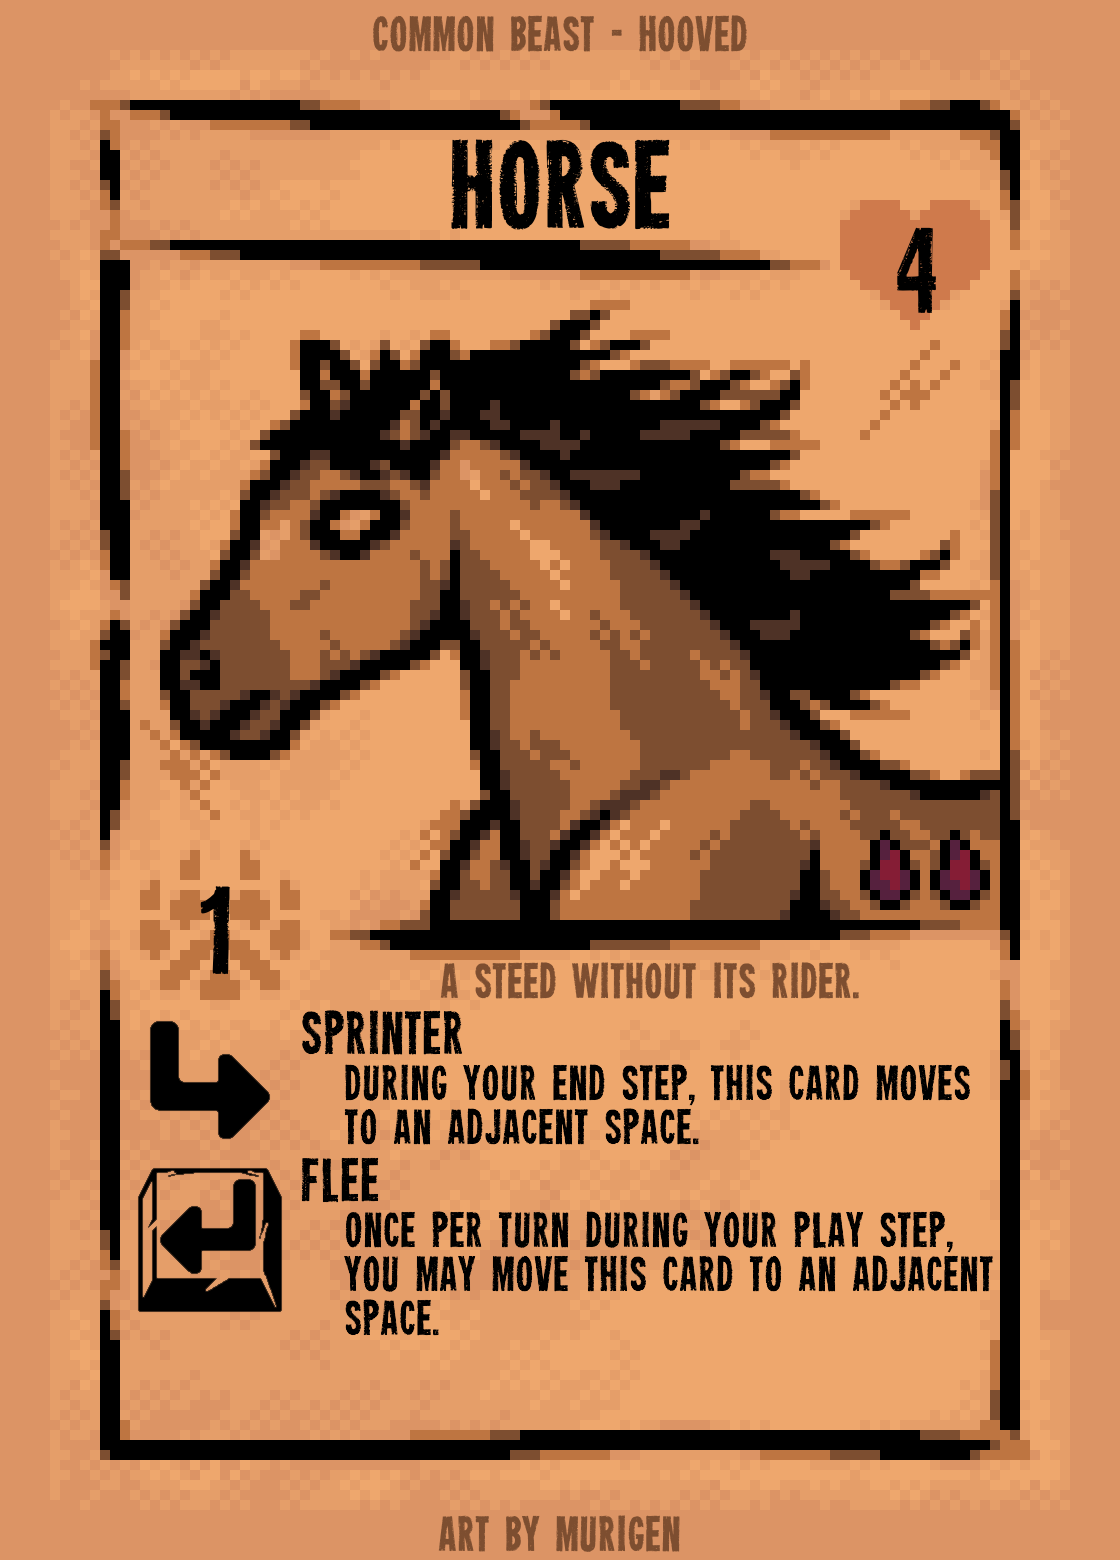 COMMON BEAST - HOOVED
HORSE
4
1
A STEED WITHOUT ITS RIDER.
SPRINTER
DURING YOUR END STEP, THIS CARD MOVES
TO AN ADJACENT SPACE.
FLEE
ONCE PER TURN DURING YOUR PLAY STEP,
YOU MAY MOVE THIS CARD TO AN ADJACENT
SPACE.
ART BY MURIGEN